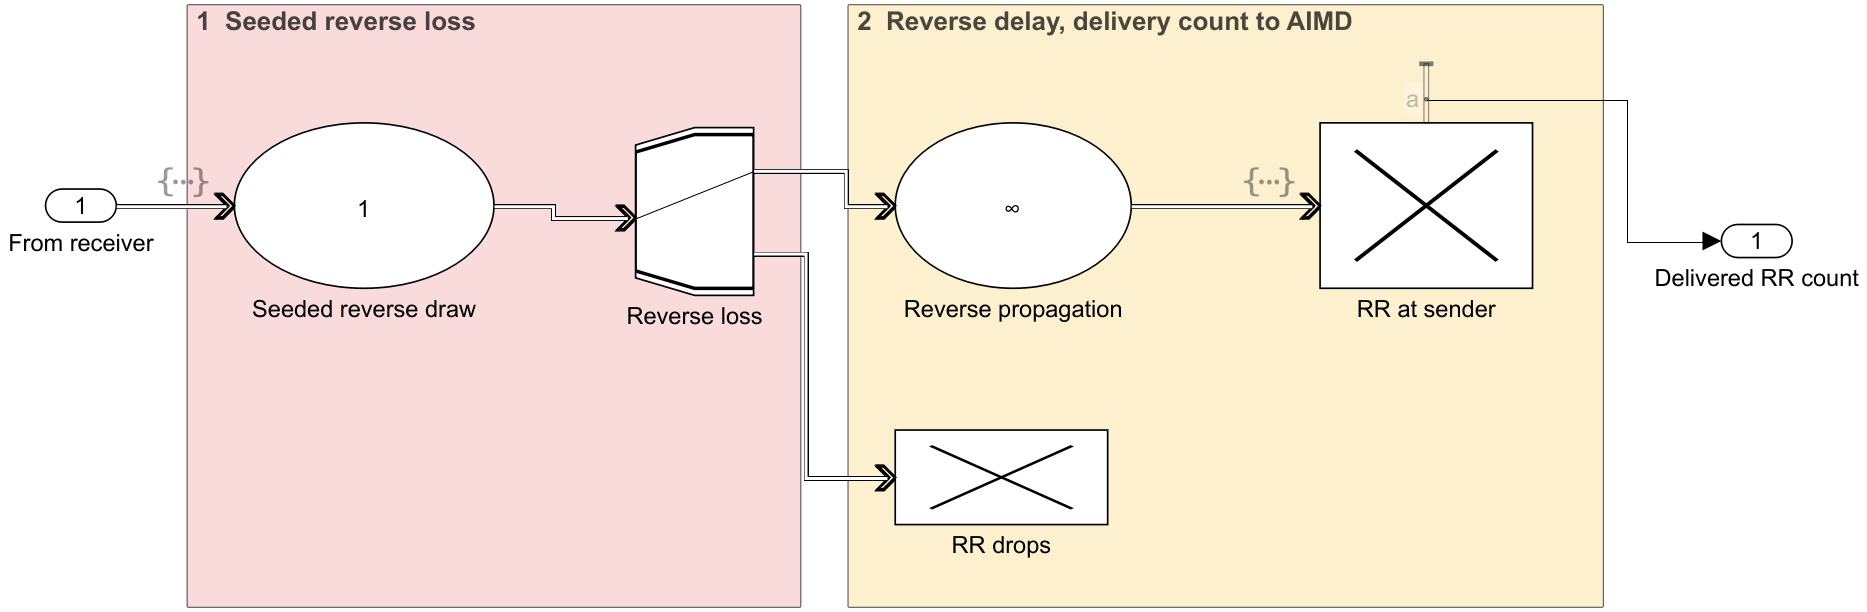 1 Seeded reverse loss
2 Reverse delay, delivery count to AIMD
a
{...}
{...}
1
1
∞
1
From receiver
Delivered RR count
Seeded reverse draw
Reverse loss
Reverse propagation
RR at sender
RR drops